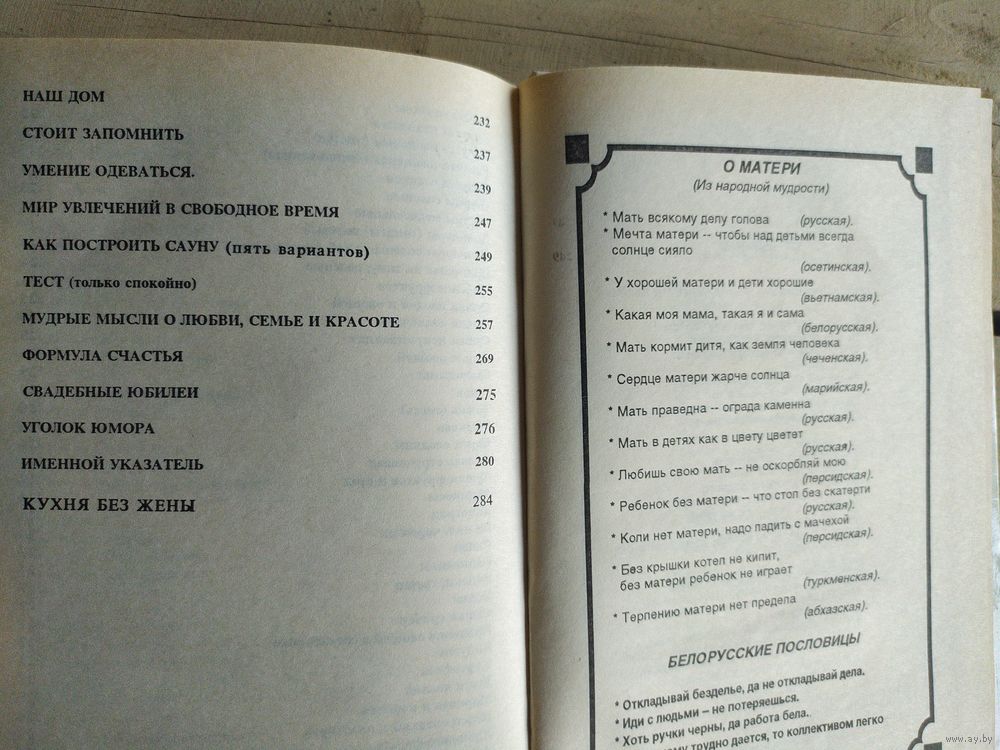 НАШ ДОМ 232
СТОИТ ЗАПОМНИТЬ 237
УМЕНИЕ ОДЕВАТЬСЯ. 239
МИР УВЛЕЧЕНИЙ В СВОБОДНОЕ ВРЕМЯ 247
КАК ПОСТРОИТЬ САУНУ (пять вариантов) 249
ТЕСТ (только спокойно) 255
МУДРЫЕ МЫСЛИ О ЛЮБВИ, СЕМЬЕ И КРАСОТЕ 257
ФОРМУЛА СЧАСТЬЯ 269
СВАДЕБНЫЕ ЮБИЛЕИ 275
УГОЛОК ЮМОРА 276
ИМЕННОЙ УКАЗАТЕЛЬ 280
КУХНЯ БЕЗ ЖЕНЫ 284
О МАТЕРИ
(Из народной мудрости)
* Мать всякому делу голова (русская).
* Мечта матери -- чтобы над детьми всегда
солнце сияло
(осетинская).
* У хорошей матери и дети хорошие
(вьетнамская).
* Какая моя мама, такая я и сама
(белорусская).
* Мать кормит дитя, как земля человека
(чеченская).
* Сердце матери жарче солнца
(марийская).
* Мать праведна -- ограда каменна
(русская).
* Мать в детях как в цвету цветет
(русская).
* Любишь свою мать -- не оскорбляй мою
(персидская).
* Ребенок без матери -- что стол без скатерти
(русская).
* Коли нет матери, надо ладить с мачехой
(персидская).
* Без крышки котел не кипит,
без матери ребенок не играет
(туркменская).
* Терпению матери нет предела
(абхазская).
БЕЛОРУССКИЕ ПОСЛОВИЦЫ
* Откладывай безделье, да не откладывай дела.
* Иди с людьми – не потеряешься.
* Хоть ручки черны, да работа бела.
трудно дается, то коллективом легко
www.ay.by